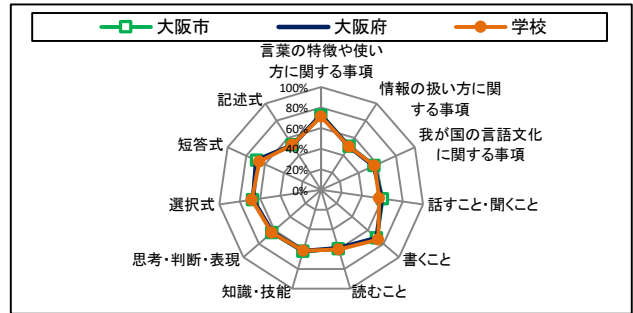 大阪市 大阪府 学校
言葉の特徴や使い
方に関する事項
情報の扱い方に関
する事項
我が国の言語文化
に関する事項
話すこと・聞くこと
書くこと
読むこと
知識・技能
思考・判断・表現
選択式
短答式
記述式
100%
80%
60%
40%
20%
0%